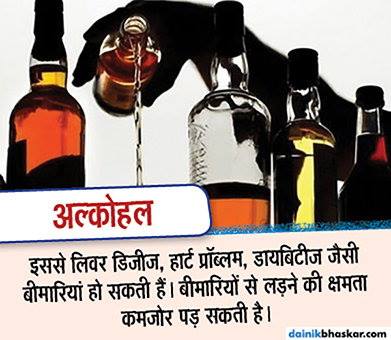 अल्कोहल
इससे लिवर डिजीज, हार्ट प्रॉब्लम, डायबिटीज जैसी
बीमारियां हो सकती हैं। बीमारियों से लड़ने की क्षमता
कमजोर पड़ सकती है।
dainikbhaskar.com